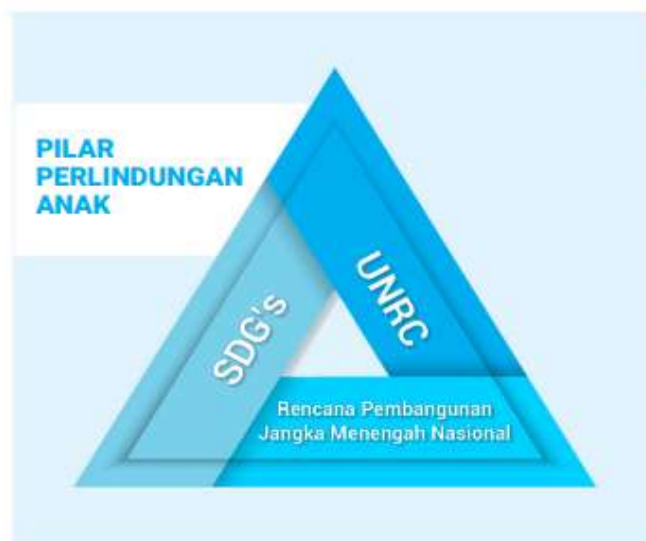 PILAR
PERLINDUNGAN
ANAK
SDG's
UNRC
Rencana Pembangunan
Jangka Menengah Nasional